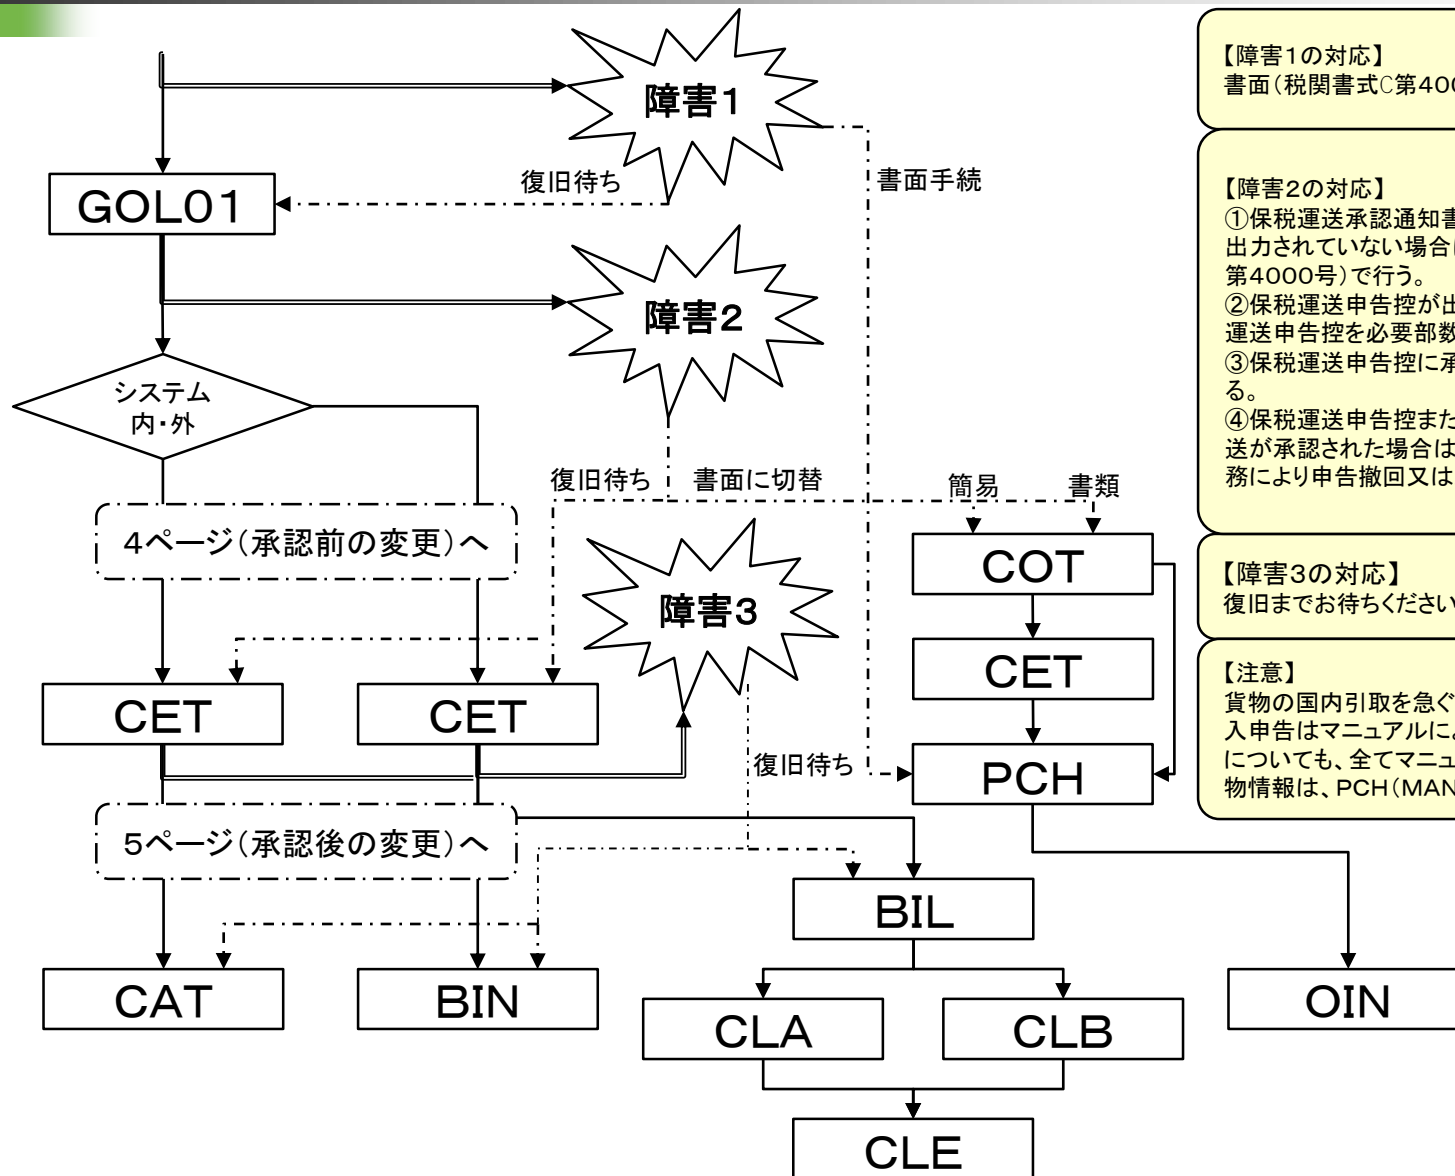 障害1
復旧待ち
書面手続
GOL01
障害2
システム
内・外
復旧待ち
書面に切替
簡易
書類
4ページ(承認前の変更)へ
障害3
COT
CET
CET
CET
復旧待ち
PCH
5ページ(承認後の変更)へ
BIL
CAT
BIN
CLA
CLB
OIN
CLE
【障害1の対応】
書面(税関書式C第400
【障害2の対応】
①保税運送承認通知書
出力されていない場合
第4000号)で行う。
②保税運送申告控が出
運送申告控を必要部数
③保税運送申告控に承
る。
④保税運送申告控また
送が承認された場合は
務により申告撤回又は
【障害3の対応】
復旧までお待ちください
【注意】
貨物の国内引取を急ぐ
入申告はマニュアルによ
についても、全てマニュ
物情報は、PCH(MAN